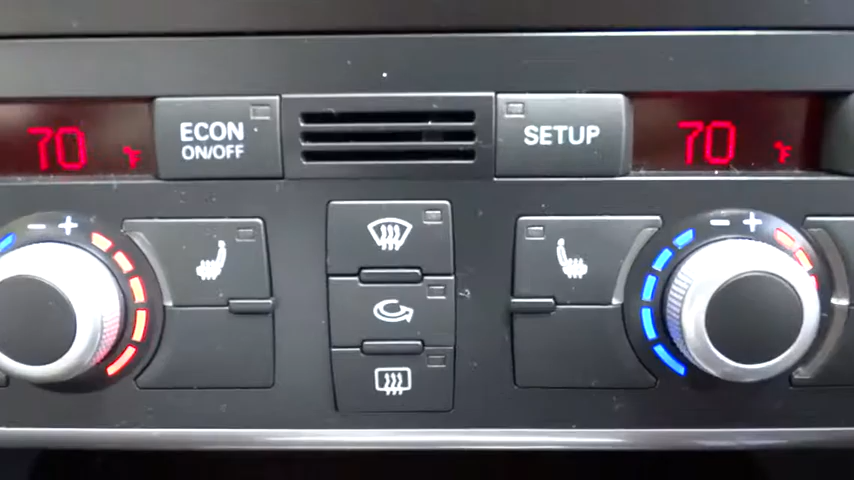 70 °F
ECON
ON/OFF
SETUP
70 °F
− +
− +